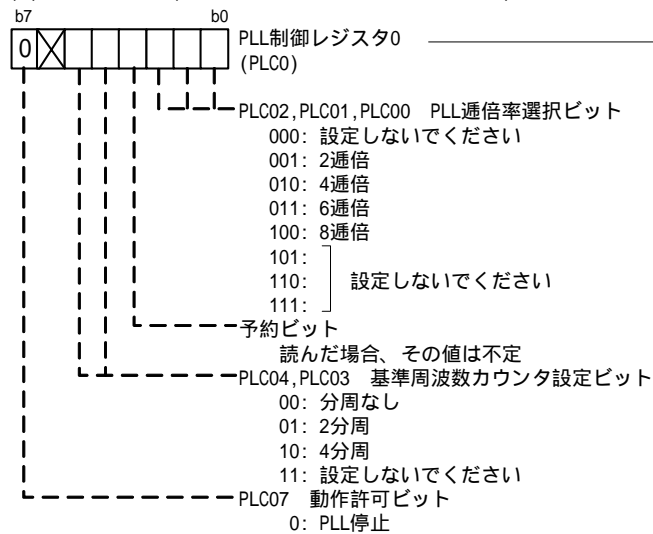 b7 b0
0
PLL制御レジスタ0
(PLC0)
PLC02,PLC01,PLC00 PLL逓倍率選択ビット
000: 設定しないでください
001: 2逓倍
010: 4逓倍
011: 6逓倍
100: 8逓倍
101:
110: 設定しないでください
111:
予約ビット
読んだ場合、その値は不定
PLC04,PLC03 基準周波数カウンタ設定ビット
00: 分周なし
01: 2分周
10: 4分周
11: 設定しないでください
PLC07 動作許可ビット
0: PLL停止